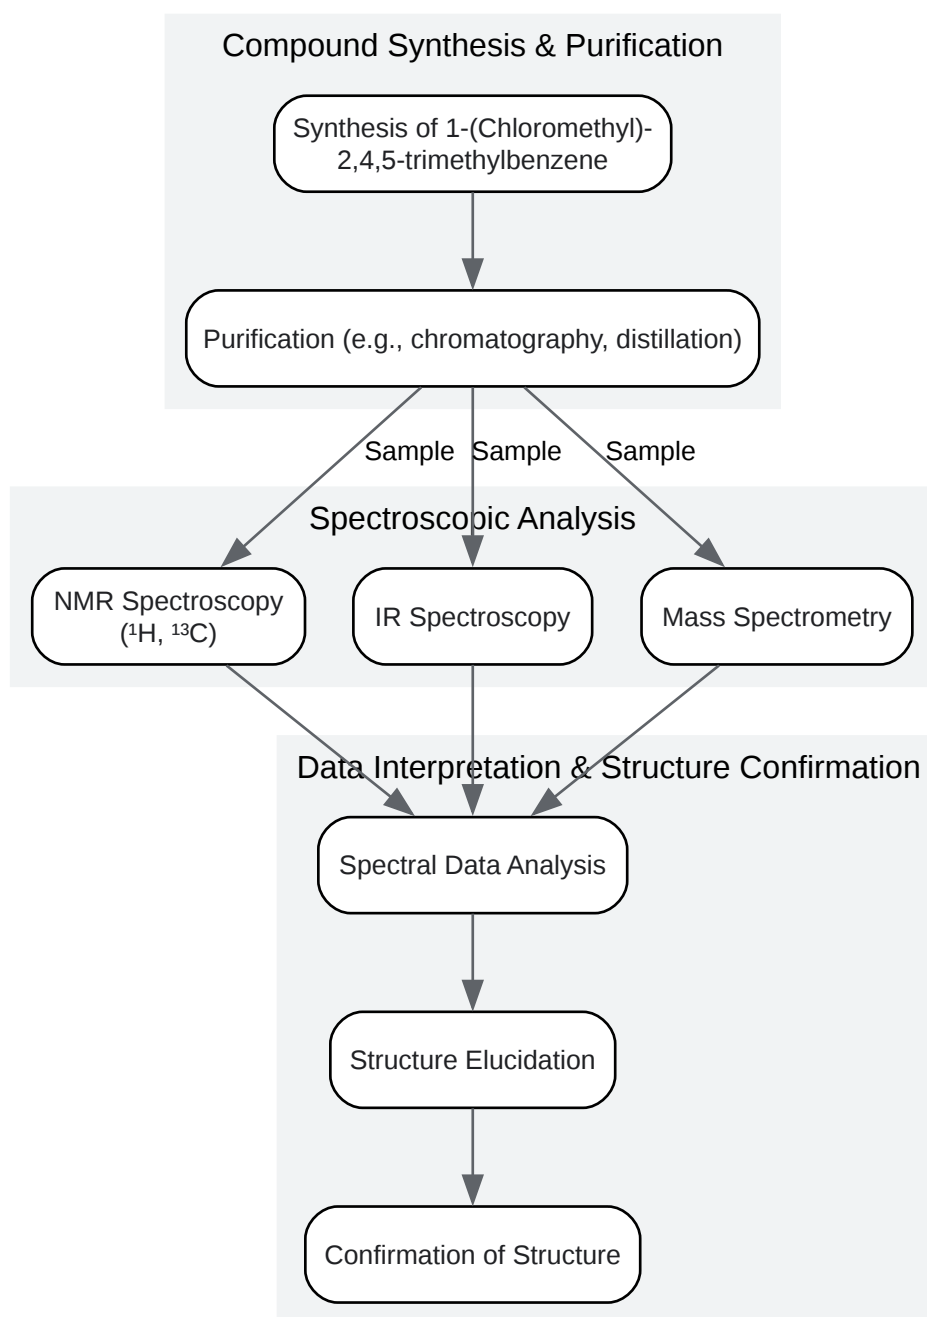 Compound Synthesis & Purification
Synthesis of 1-(Chloromethyl)-
2,4,5-trimethylbenzene
Purification (e.g., chromatography, distillation)
Sample
Sample
Sample
Spectroscopic Analysis
NMR Spectroscopy
(¹H, ¹³C)
IR Spectroscopy
Mass Spectrometry
Data Interpretation & Structure Confirmation
Spectral Data Analysis
Structure Elucidation
Confirmation of Structure